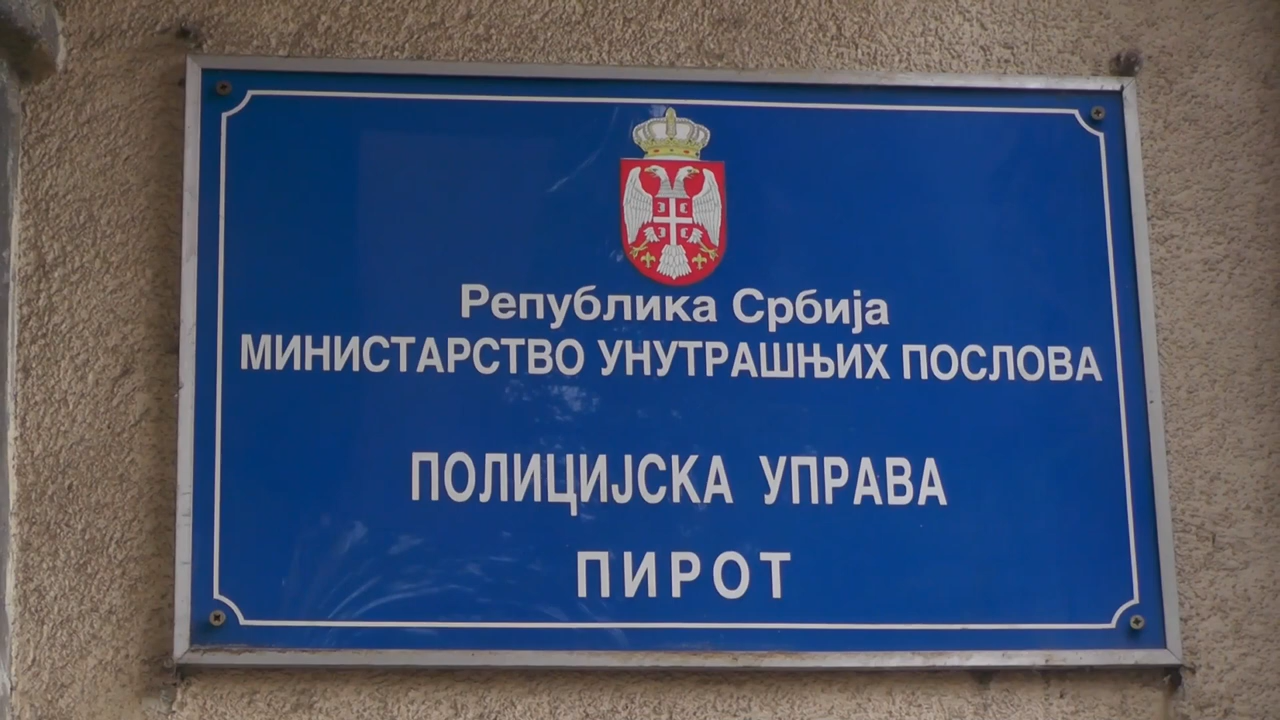 Република Србија
МИНИСТАРСТВО УНУТРАШЊИХ ПОСЛОВА
ПОЛИЦИЈСКА УПРАВА
ПИРОТ